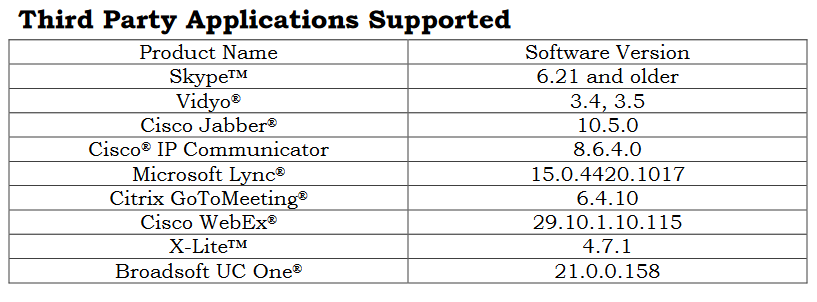 Third Party Applications Supported
Product Name Software Version
Skype™ 6.21 and older
Vidyo® 3.4, 3.5
Cisco Jabber® 10.5.0
Cisco® IP Communicator 8.6.4.0
Microsoft Lync® 15.0.4420.1017
Citrix GoToMeeting® 6.4.10
Cisco WebEx® 29.10.1.10.115
X-Lite™ 4.7.1
Broadsoft UC One® 21.0.0.158